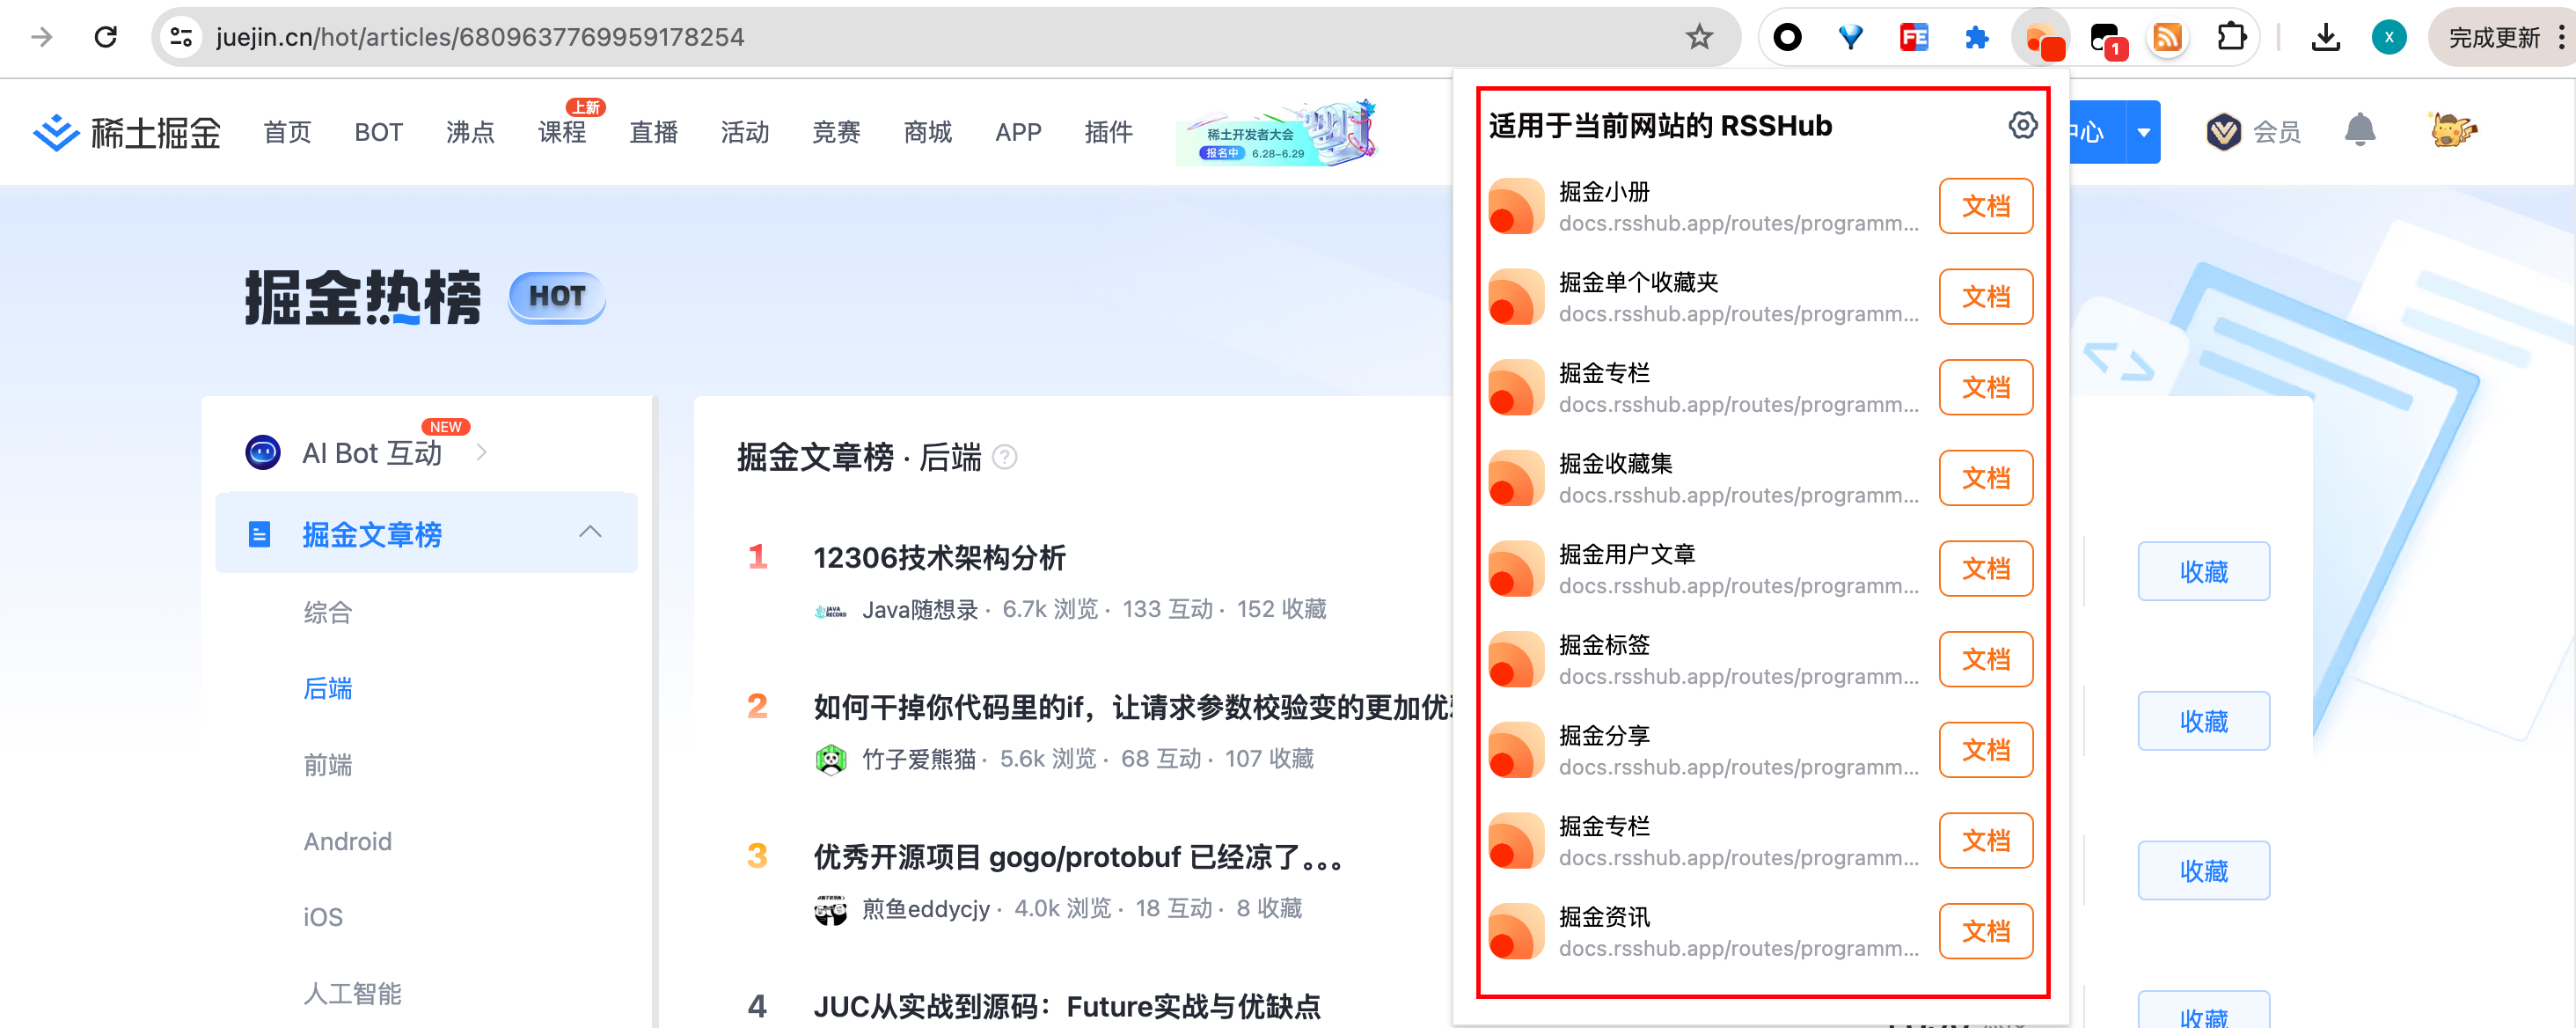 juejin.cn/hot/articles/6809637769959178254
FE
1
X
完成更新
稀土掘金
首页
BOT
沸点
课程
上新
直播
活动
竞赛
商城
APP
插件
稀土开发者大会
报名中 6.28-6.29
中心
会员
掘金热榜
HOT
AI Bot 互动
NEW
掘金文章榜
综合
后端
前端
Android
iOS
人工智能
掘金文章榜 · 后端 ?
1
12306技术架构分析
JAVA RECORD
Java随想录 · 6.7k 浏览 · 133 互动 · 152 收藏
收藏
2
如何干掉你代码里的if，让请求参数校验变的更加优
竹子爱熊猫 · 5.6k 浏览 · 68 互动 · 107 收藏
收藏
3
优秀开源项目 gogo/protobuf 已经凉了。。。
煎鱼eddycjy · 4.0k 浏览 · 18 互动 · 8 收藏
收藏
4
JUC从实战到源码：Future实战与优缺点
收藏
适用于当前网站的 RSSHub
掘金小册
docs.rsshub.app/routes/programm...
文档
掘金单个收藏夹
docs.rsshub.app/routes/programm...
文档
掘金专栏
docs.rsshub.app/routes/programm...
文档
掘金收藏集
docs.rsshub.app/routes/programm...
文档
掘金用户文章
docs.rsshub.app/routes/programm...
文档
掘金标签
docs.rsshub.app/routes/programm...
文档
掘金分享
docs.rsshub.app/routes/programm...
文档
掘金专栏
docs.rsshub.app/routes/programm...
文档
掘金资讯
docs.rsshub.app/routes/programm...
文档